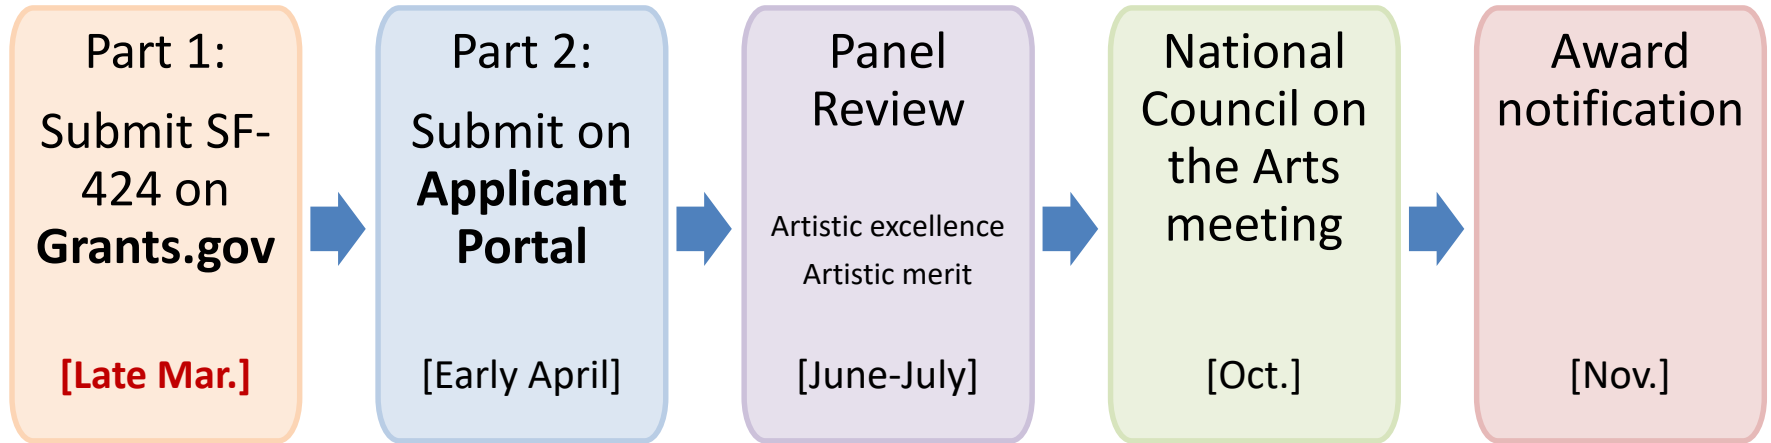 Part 1:
Submit SF-
424 on
Grants.gov
[Late Mar.]
Part 2:
Submit on
Applicant
Portal
[Early April]
Panel
Review
Artistic excellence
Artistic merit
[June-July]
National
Council on
the Arts
meeting
[Oct.]
Award
notification
[Nov.]